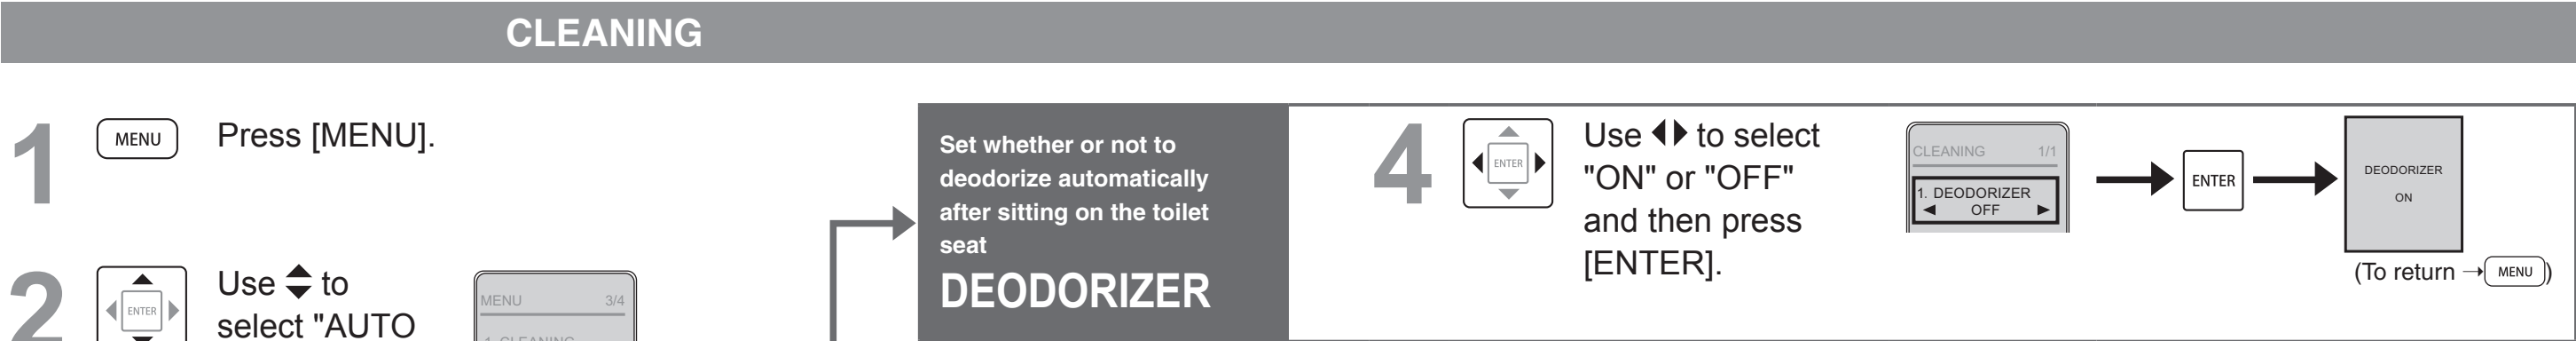 CLEANING
1
MENU
Press [MENU].
2
ENTER
Use to
select "AUTO
MENU 3/4
1. CLEANING
Set whether or not to
deodorize automatically
after sitting on the toilet
seat
DEODORIZER
4
ENTER
Use to select
"ON" or "OFF"
and then press
[ENTER].
CLEANING 1/1
1. DEODORIZER
OFF
ENTER
DEODORIZER
ON
(To return → MENU )